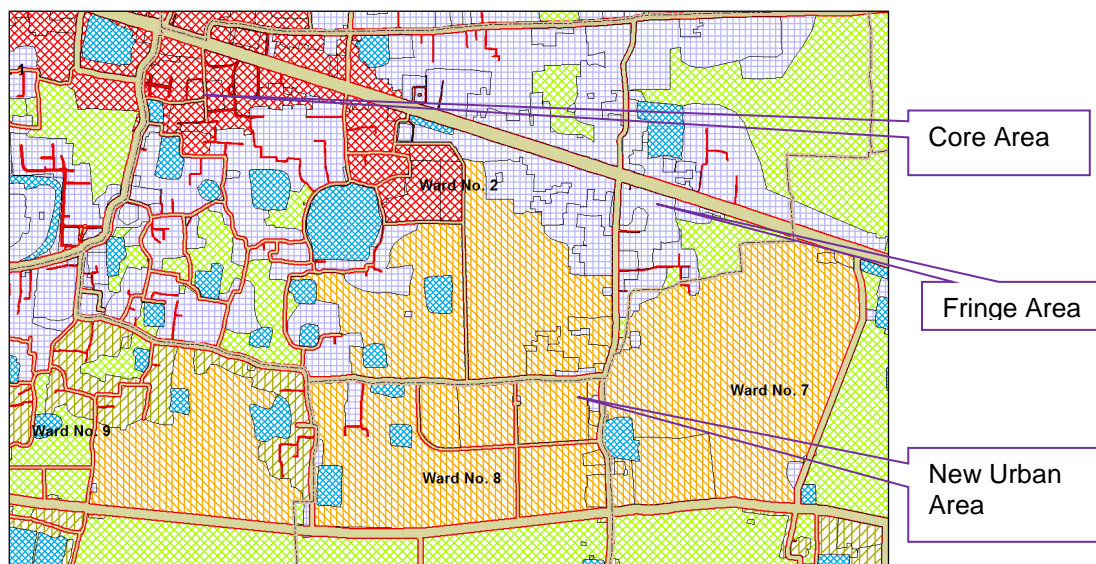 1
Core Area
Ward No. 2
Fringe Area
Ward No. 7
Ward No. 9
Ward No. 8
New Urban
Area